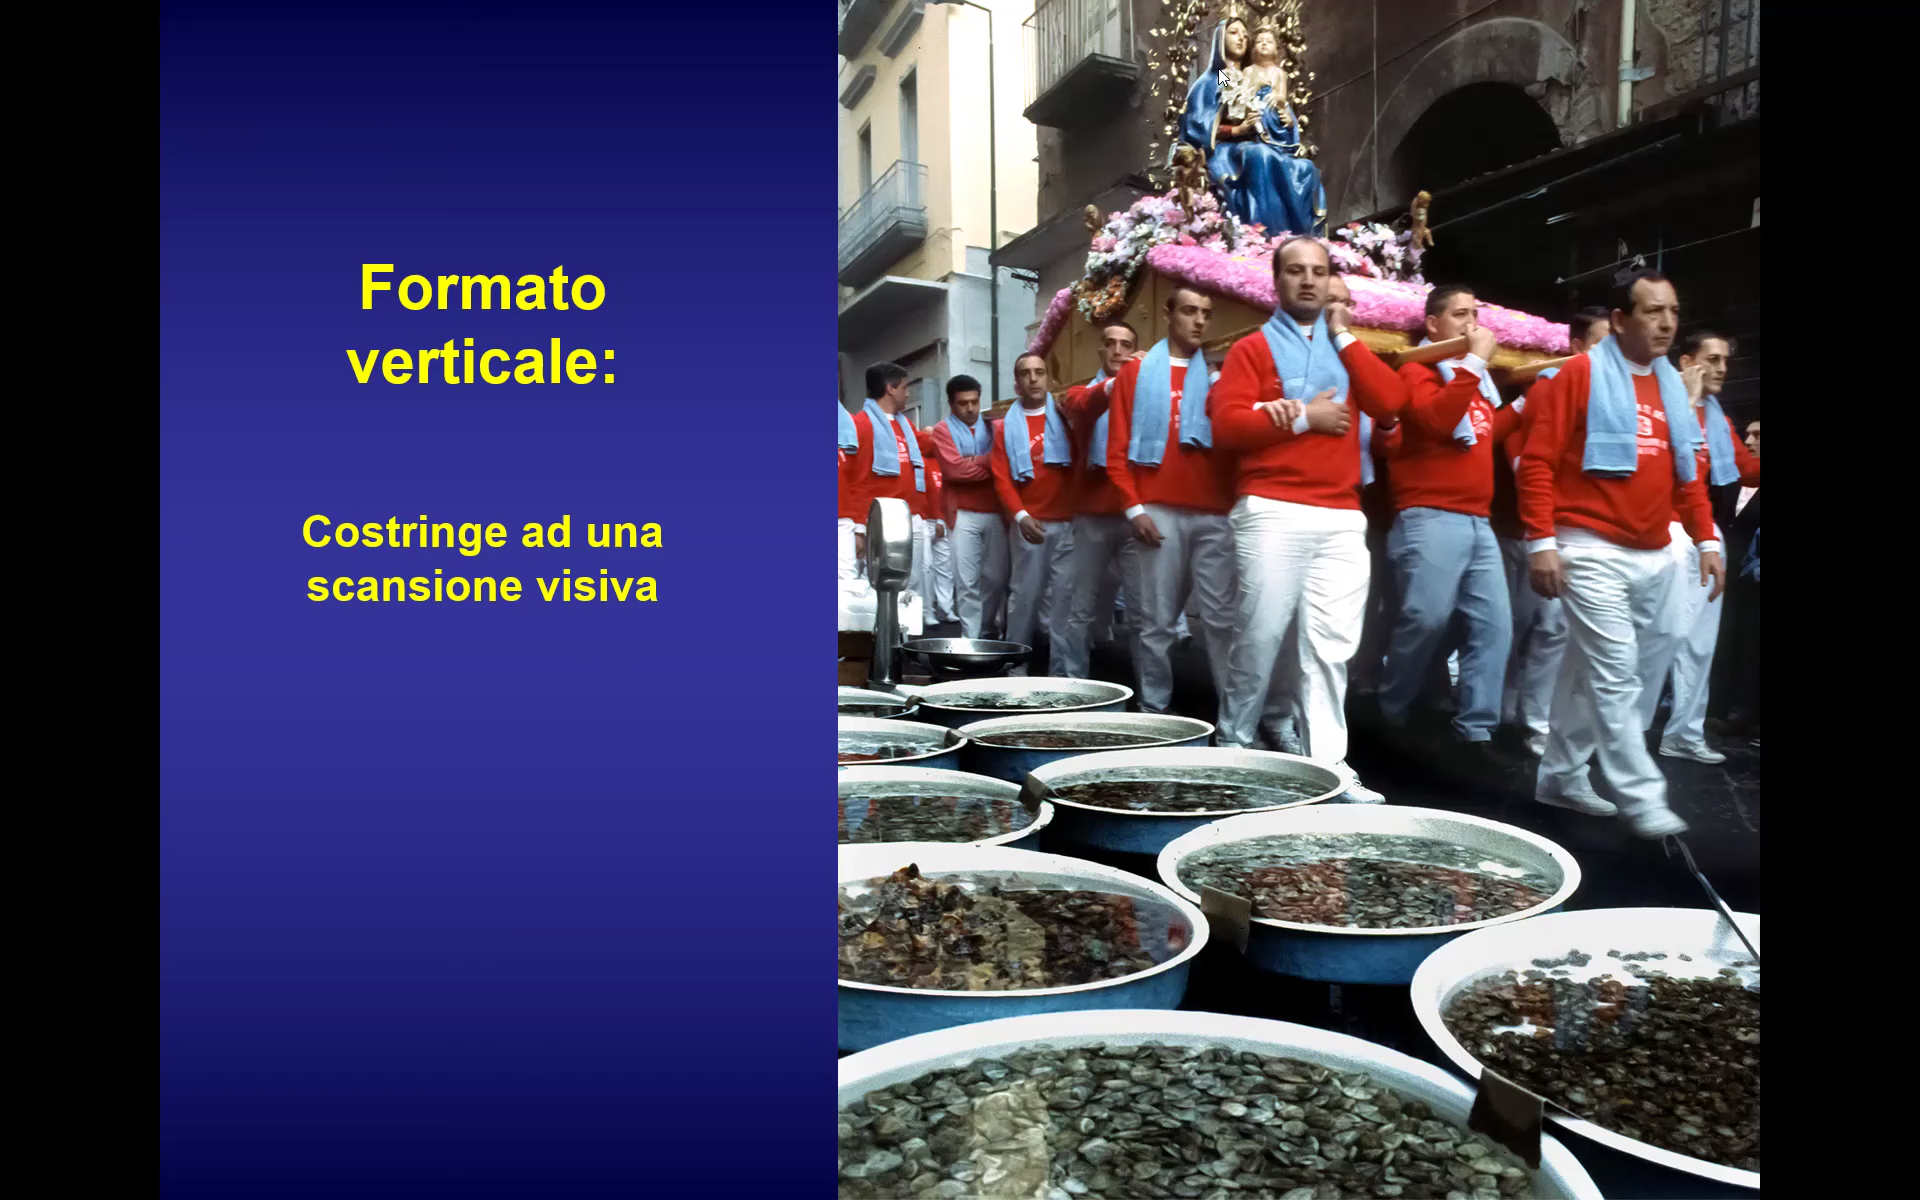 Formato
verticale:
Costringe ad una
scansione visiva